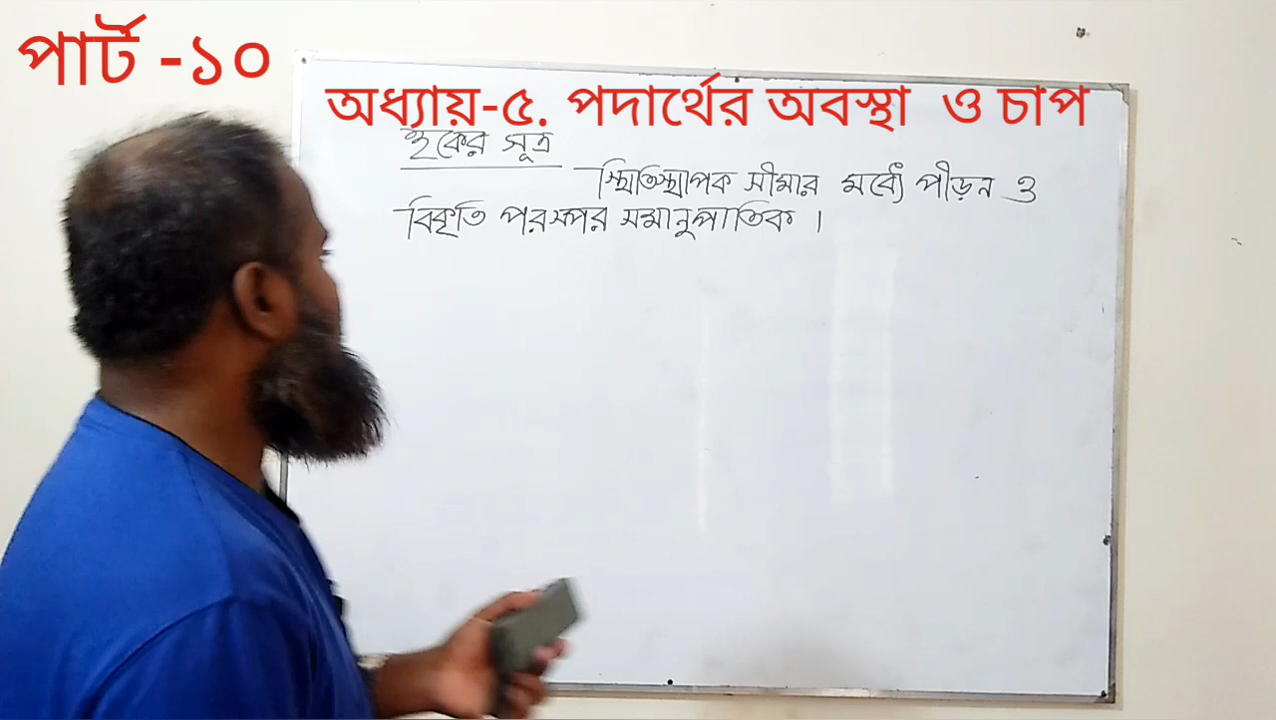 পার্ট -১০
অধ্যায়-৫. পদার্থের অবস্থা ও চাপ
হুকের সূত্র
স্থিতিস্থাপক সীমার মধ্যে পীড়ন ও
বিকৃতি পরস্পর সমানুপাতিক ।